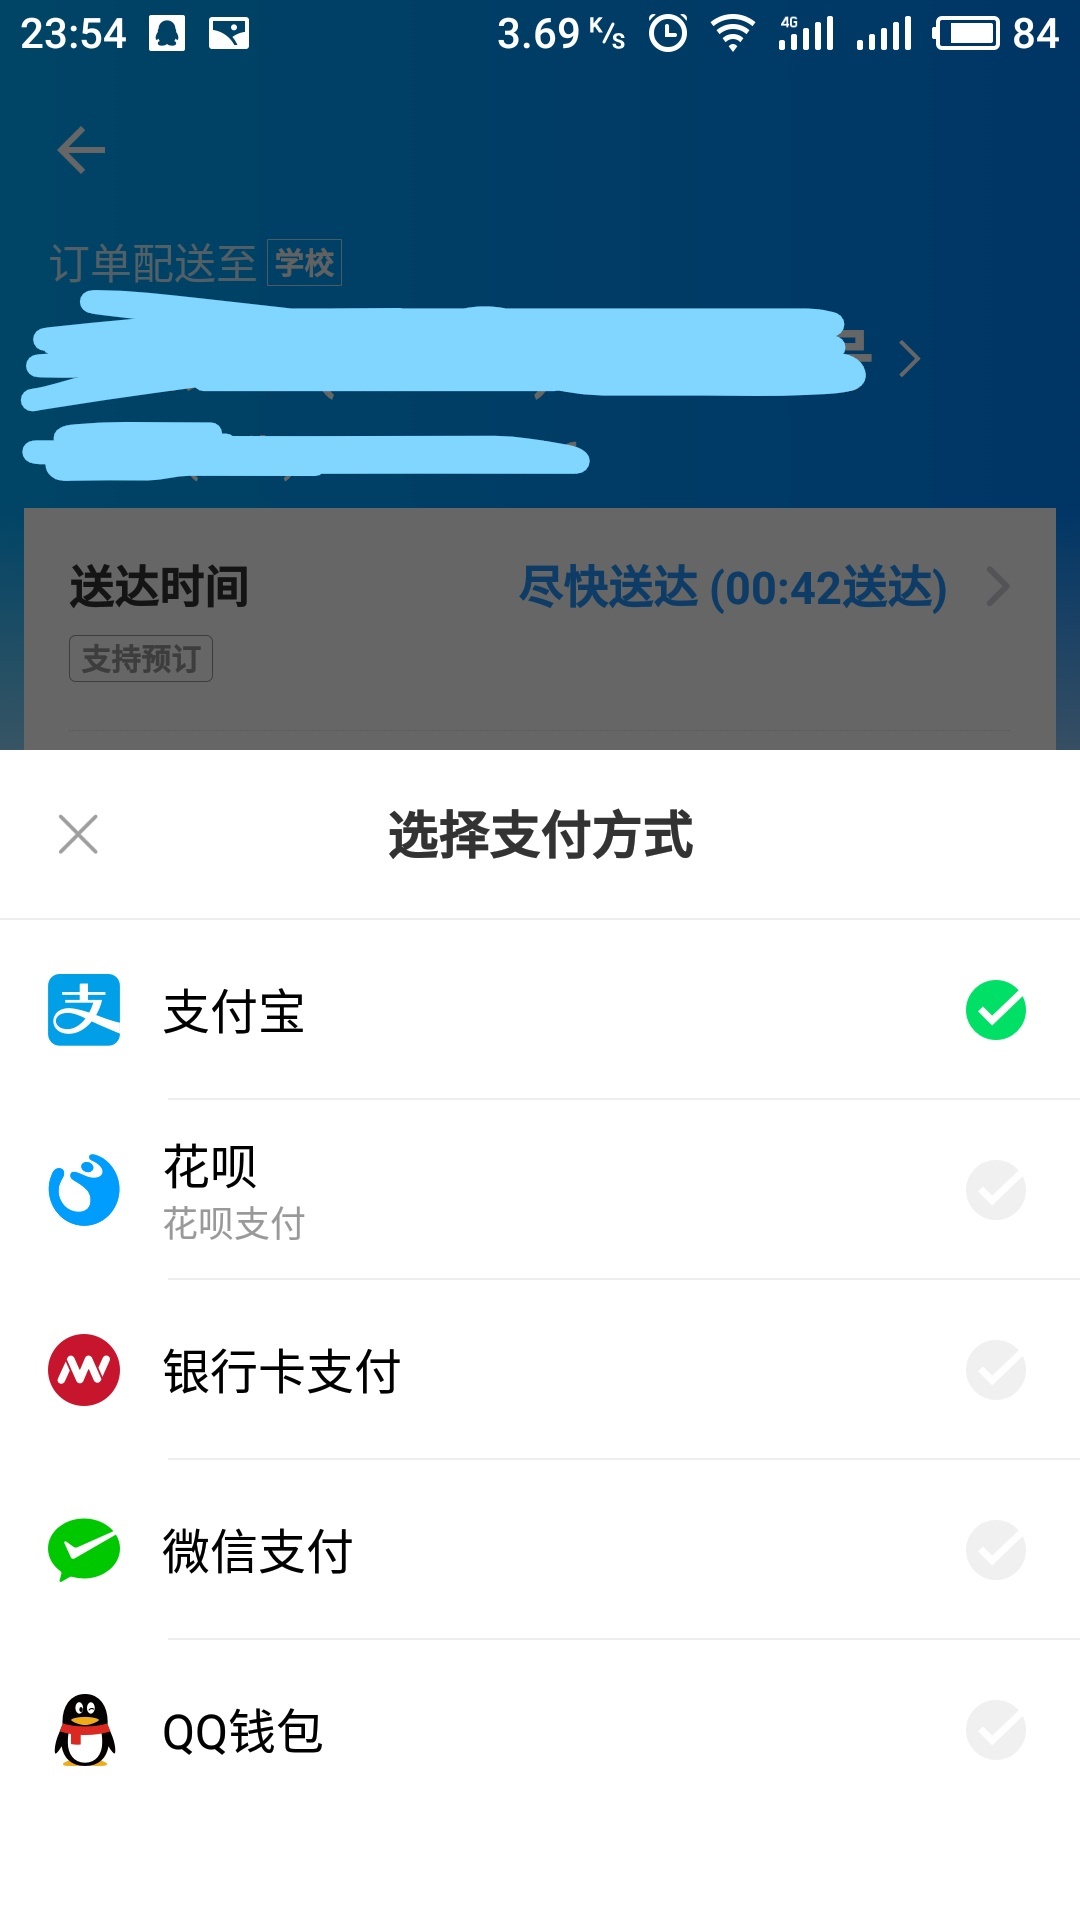 23:54 3.69 K/s 4G 84
订单配送至 学校
送达时间 尽快送达 (00:42送达)
支持预订
选择支付方式
支 支付宝
花呗
花呗支付
银行卡支付
微信支付
QQ钱包